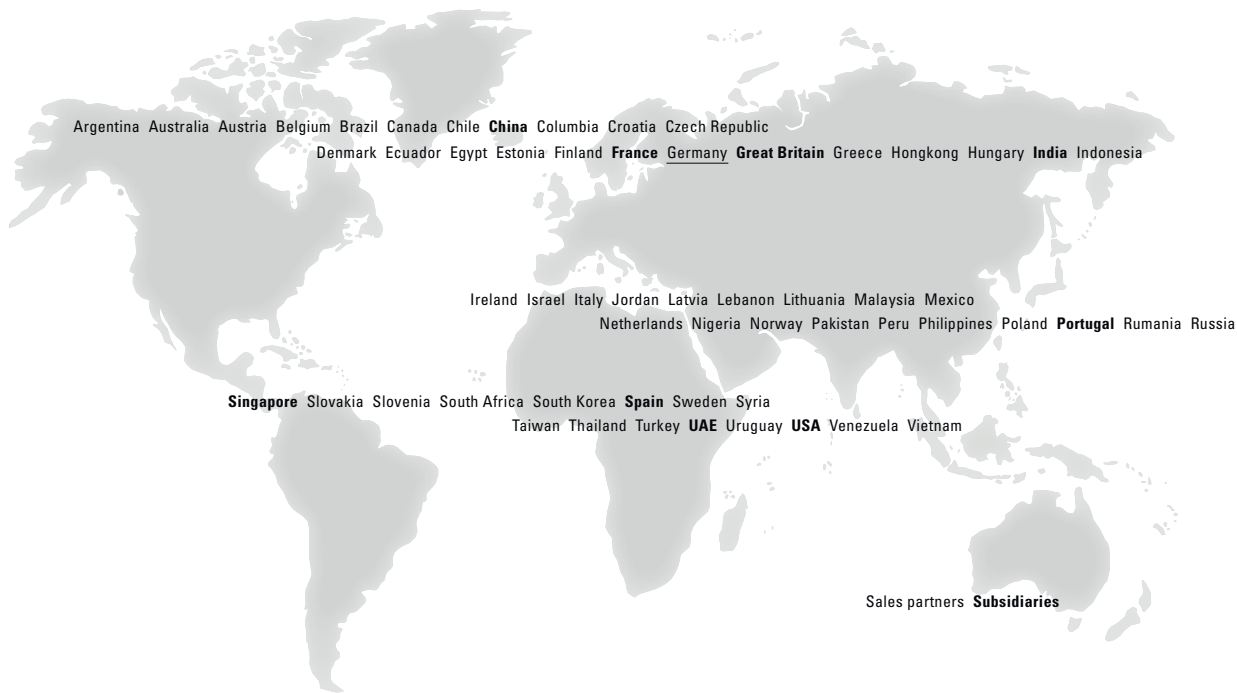 Argentina Australia Austria Belgium Brazil Canada Chile China Columbia Croatia Czech Republic
Denmark Ecuador Egypt Estonia Finland France Germany Great Britain Greece Hongkong Hungary India Indonesia
Ireland Israel Italy Jordan Latvia Lebanon Lithuania Malaysia Mexico
Netherlands Nigeria Norway Pakistan Peru Philippines Poland Portugal Rumania Russia
Singapore Slovakia Slovenia South Africa South Korea Spain Sweden Syria
Taiwan Thailand Turkey UAE Uruguay USA Venezuela Vietnam
Sales partners Subsidiaries